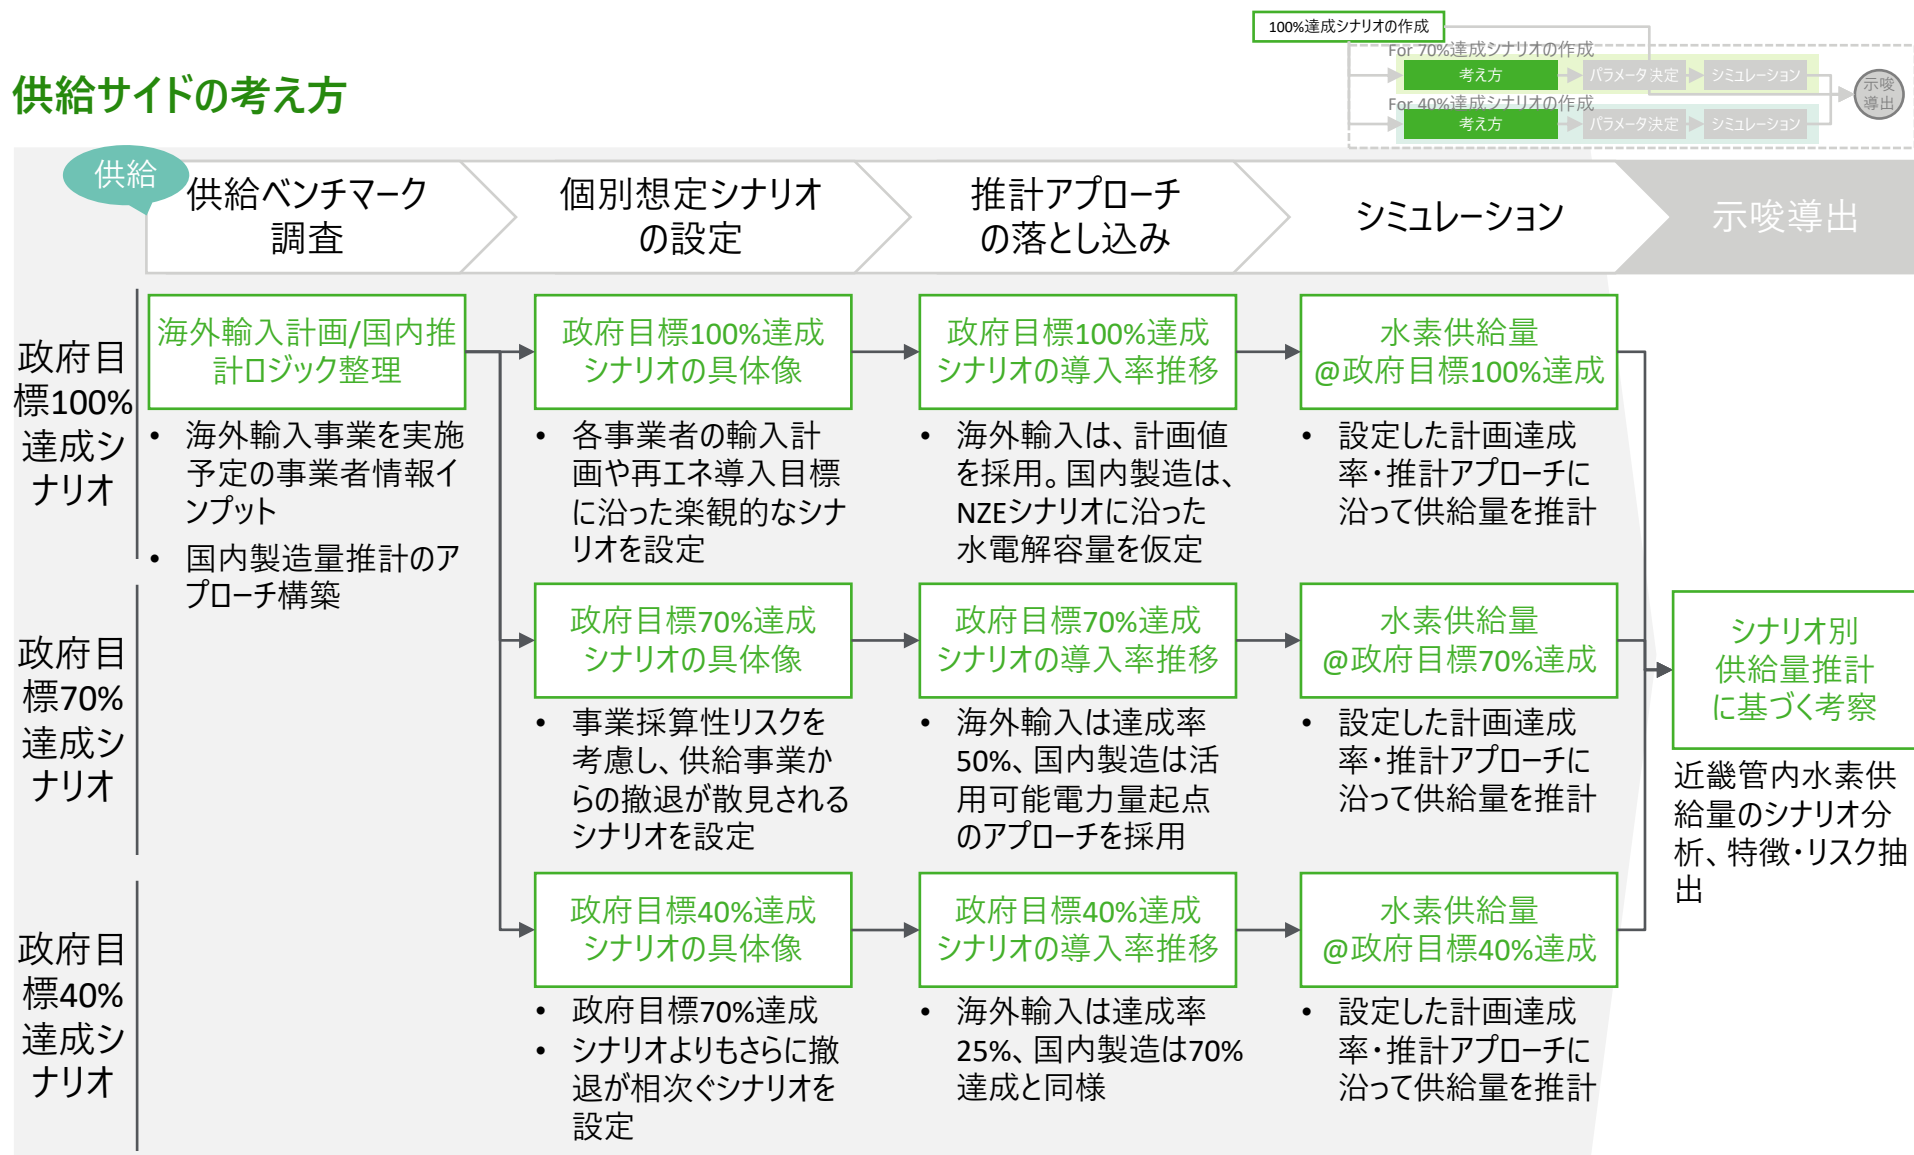 供給サイドの考え方
100%達成シナリオの作成
For 70%達成シナリオの作成
考え方
パラメータ決定
シミュレーション
For 40%達成シナリオの作成
考え方
パラメータ決定
シミュレーション
示唆
導出
供給
供給ベンチマーク
調査
個別想定シナリオ
の設定
推計アプローチ
の落とし込み
シミュレーション
示唆導出
政府目
標100%
達成シ
ナリオ
海外輸入計画/国内推
計ロジック整理
• 海外輸入事業を実施
予定の事業者情報イ
ンプット
• 国内製造量推計のア
プローチ構築
政府目標100%達成
シナリオの具体像
• 各事業者の輸入計
画や再エネ導入目標
に沿った楽観的なシナ
リオを設定
政府目標100%達成
シナリオの導入率推移
• 海外輸入は、計画値
を採用。国内製造は、
NZEシナリオに沿った
水電解容量を仮定
水素供給量
@政府目標100%達成
• 設定した計画達成
率・推計アプローチに
沿って供給量を推計
政府目
標70%
達成シ
ナリオ
政府目標70%達成
シナリオの具体像
• 事業採算性リスクを
考慮し、供給事業か
らの撤退が散見される
シナリオを設定
政府目標70%達成
シナリオの導入率推移
• 海外輸入は達成率
50%、国内製造は活
用可能電力量起点
のアプローチを採用
水素供給量
@政府目標70%達成
• 設定した計画達成
率・推計アプローチに
沿って供給量を推計
シナリオ別
供給量推計
に基づく考察
近畿管内水素供
給量のシナリオ分
析、特徴・リスク抽
出
政府目
標40%
達成シ
ナリオ
政府目標40%達成
シナリオの具体像
• 政府目標70%達成
• シナリオよりもさらに撤
退が相次ぐシナリオを
設定
政府目標40%達成
シナリオの導入率推移
• 海外輸入は達成率
25%、国内製造は70%
達成と同様
水素供給量
@政府目標40%達成
• 設定した計画達成
率・推計アプローチに
沿って供給量を推計